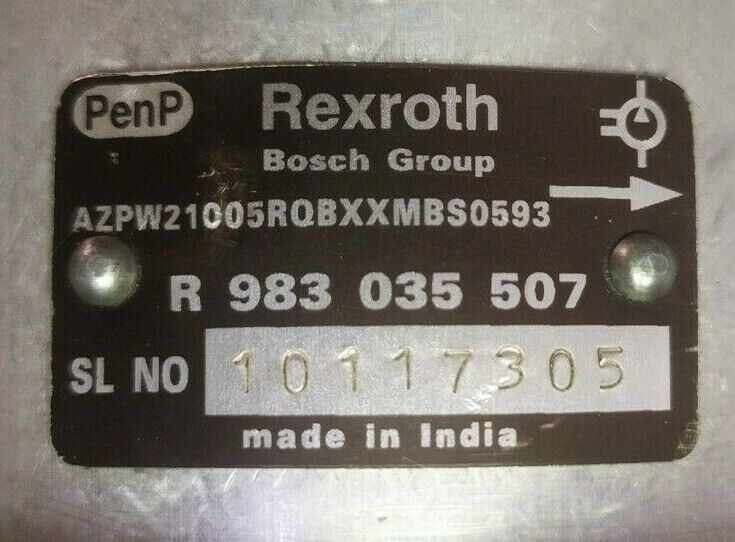 PenP Rexroth
Bosch Group
AZPW21005RQBXXMBS0593
R 983 035 507
SL NO 10117305
made in India